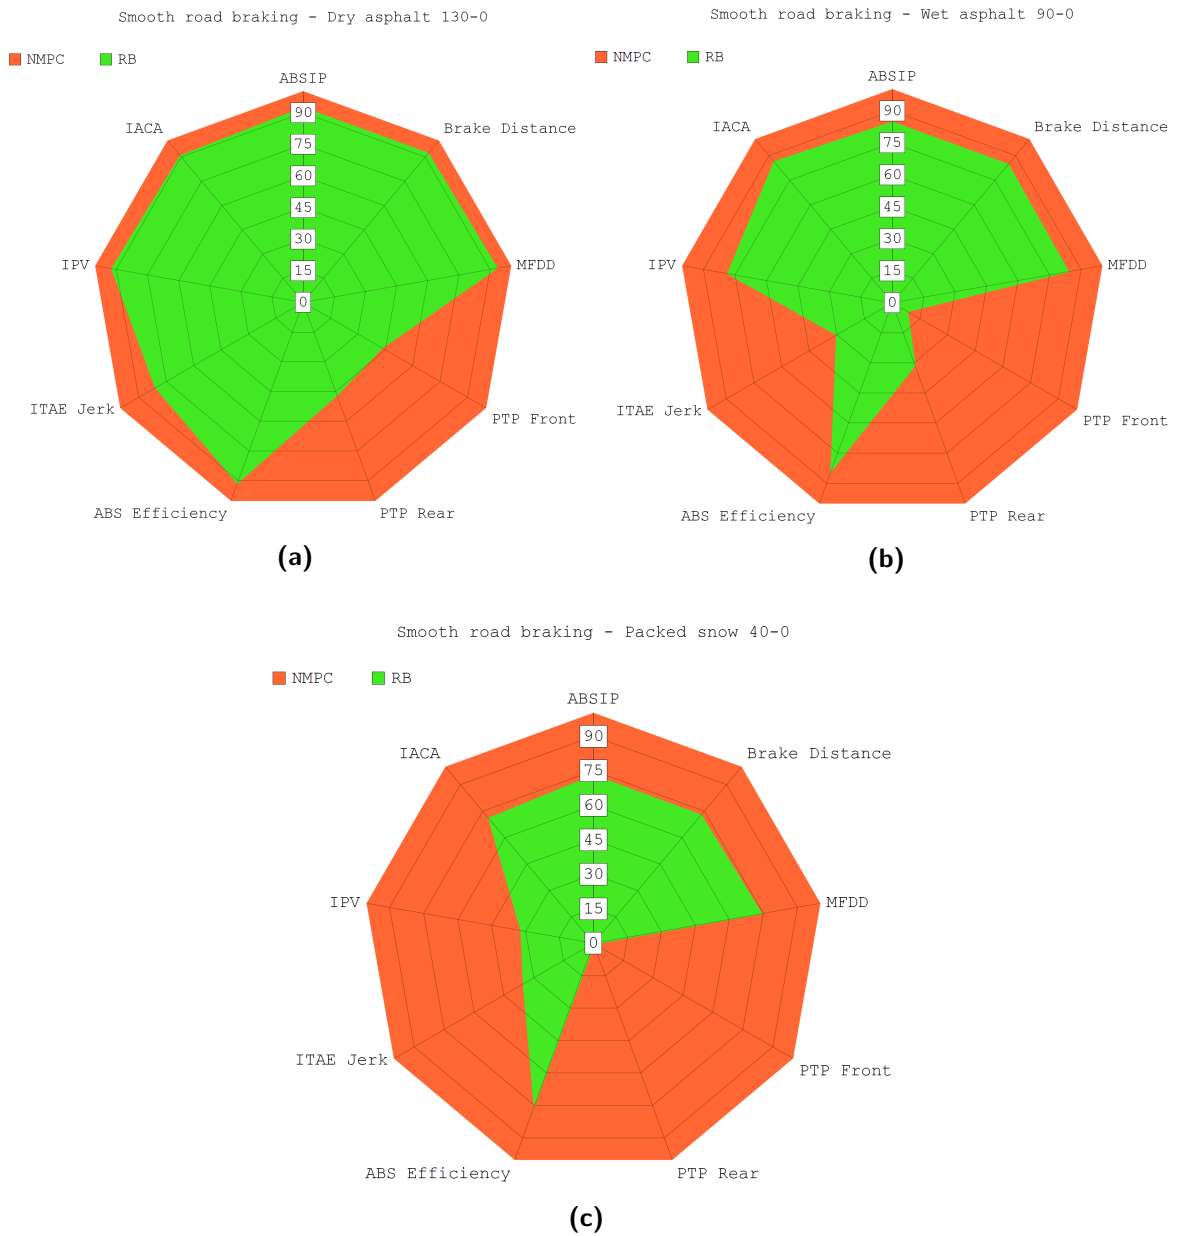 Smooth road braking - Dry asphalt 130-0
NMPC RB
ABSIP
IACA
Brake Distance
90
75
60
45
30
15
0
IPV
MFDD
ITAE Jerk
PTP Front
ABS Efficiency
PTP Rear
(a)
Smooth road braking - Wet asphalt 90-0
NMPC RB
ABSIP
IACA
Brake Distance
90
75
60
45
30
15
0
IPV
MFDD
ITAE Jerk
PTP Front
ABS Efficiency
PTP Rear
(b)
Smooth road braking - Packed snow 40-0
NMPC RB
ABSIP
IACA
Brake Distance
90
75
60
45
30
15
0
IPV
MFDD
ITAE Jerk
PTP Front
ABS Efficiency
PTP Rear
(c)